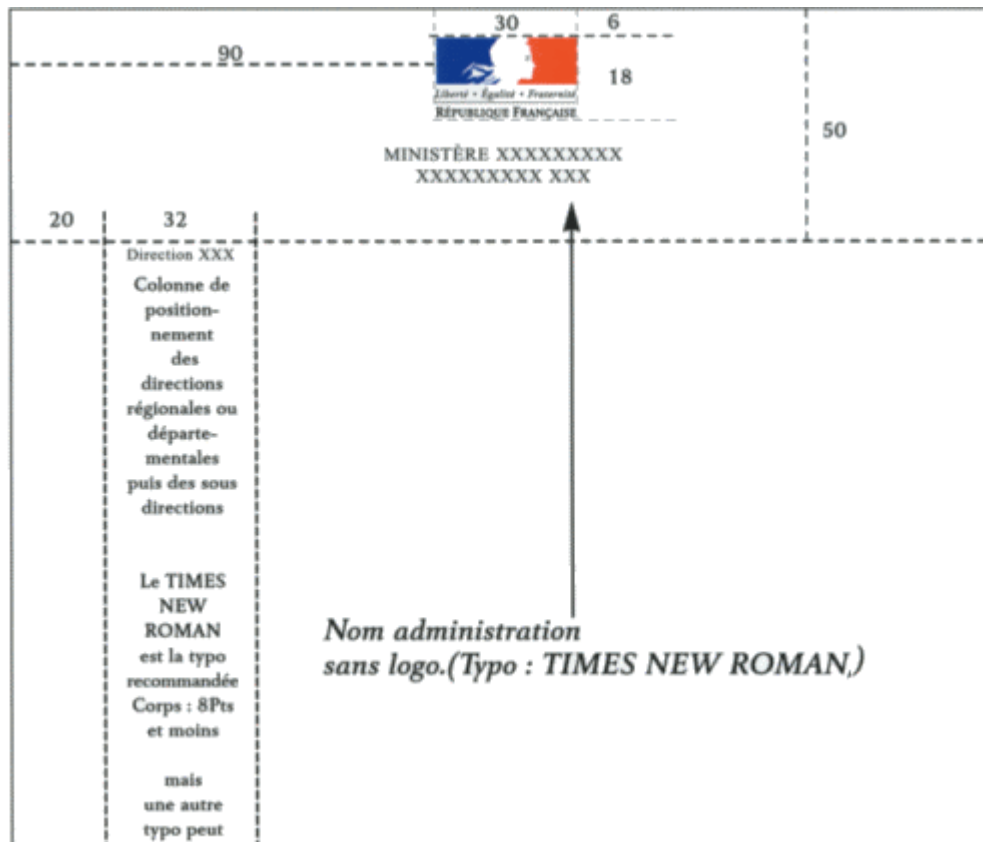 30
6
90
18
Liberté • Égalité • Fraternité
RÉPUBLIQUE FRANÇAISE
50
MINISTÈRE XXXXXXXXX
XXXXXXXXX XXX
20
32
Direction XXX
Colonne de
position-
nement
des
directions
régionales ou
départe-
mentales
puis des sous
directions
Le TIMES
NEW
ROMAN
est la typo
recommandée
Corps : 8Pts
et moins
mais
une autre
typo peut
Nom administration
sans logo.(Typo : TIMES NEW ROMAN,)